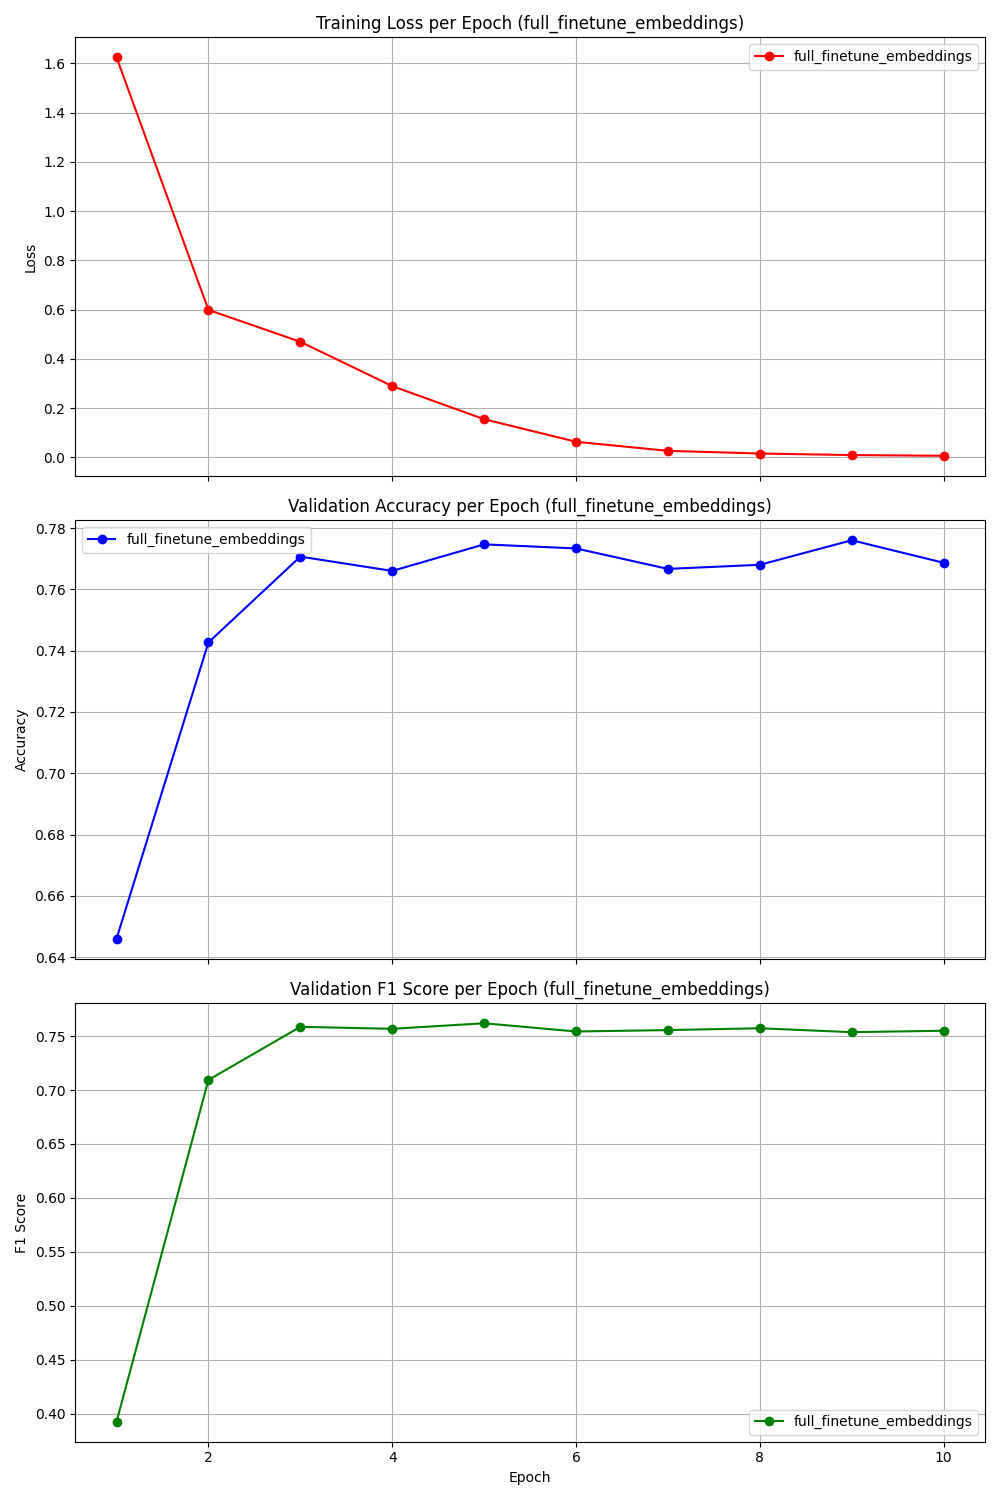 Training Loss per Epoch (full_finetune_embeddings)
full_finetune_embeddings
1.6
1.4
1.2
1.0
0.8
0.6
0.4
0.2
0.0
Loss
Validation Accuracy per Epoch (full_finetune_embeddings)
full_finetune_embeddings
0.78
0.76
0.74
0.72
0.70
0.68
0.66
0.64
Accuracy
Validation F1 Score per Epoch (full_finetune_embeddings)
0.75
0.70
0.65
0.60
0.55
0.50
0.45
0.40
F1 Score
full_finetune_embeddings
2 4 6 8 10
Epoch